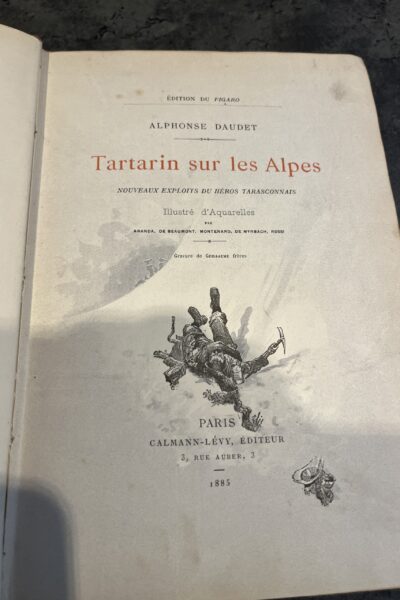 ÉDITION DU FIGARO
ALPHONSE DAUDET
Tartarin sur les Alpes
NOUVEAUX EXPLOITS DU HÉROS TARASCONNAIS
Illustré d'Aquarelles
PAR
ARANDA, DE BEAUMONT, MONTENARD, DE MYRBACH, ROSSI
Gravure de GUILLAUME frères
PARIS
CALMANN-LÉVY, ÉDITEUR
3, RUE AUBER, 3
1885